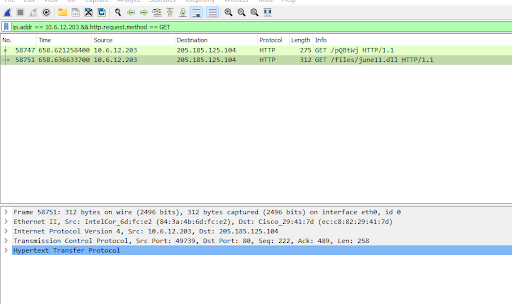 ip.addr == 10.6.12.203 && http.request.method == GET
No. Time Source Destination Protocol Length Info
58747 658.621258400 10.6.12.203 205.185.125.104 HTTP 275 GET /pQBtWj HTTP/1.1
58751 658.636633700 10.6.12.203 205.185.125.104 HTTP 312 GET /files/june11.dll HTTP/1.1
Frame 58751: 312 bytes on wire (2496 bits), 312 bytes captured (2496 bits) on interface eth0, id 0
Ethernet II, Src: IntelCor_6d:fc:e2 (84:3a:4b:6d:fc:e2), Dst: Cisco_29:41:7d (ec:c8:82:29:41:7d)
Internet Protocol Version 4, Src: 10.6.12.203, Dst: 205.185.125.104
Transmission Control Protocol, Src Port: 49739, Dst Port: 80, Seq: 222, Ack: 489, Len: 258
Hypertext Transfer Protocol